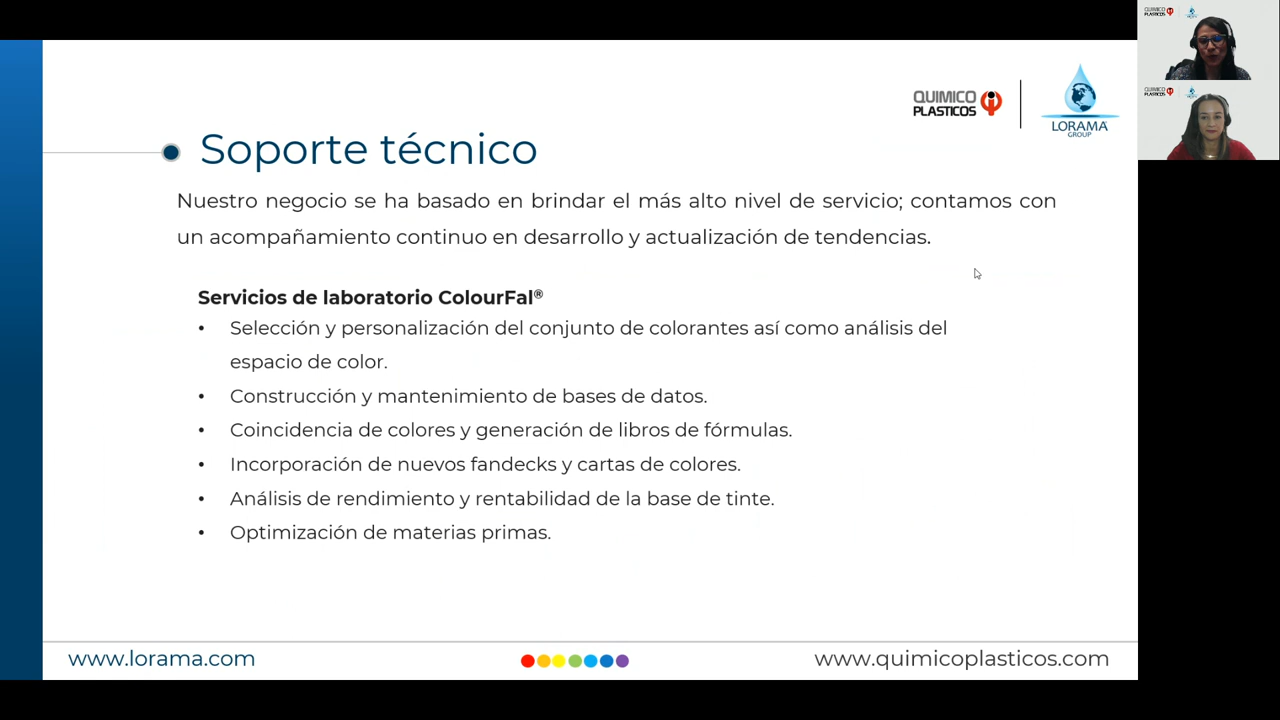 QUIMICO
PLASTICOS
LORAMA
GROUP
Soporte técnico
Nuestro negocio se ha basado en brindar el más alto nivel de servicio; contamos con
un acompañamiento continuo en desarrollo y actualización de tendencias.
Servicios de laboratorio ColourFal®
• Selección y personalización del conjunto de colorantes así como análisis del
espacio de color.
• Construcción y mantenimiento de bases de datos.
• Coincidencia de colores y generación de libros de fórmulas.
• Incorporación de nuevos fandecks y cartas de colores.
• Análisis de rendimiento y rentabilidad de la base de tinte.
• Optimización de materias primas.
www.lorama.com
www.quimicoplasticos.com
QUIMICO
PLASTICOS
QUIMICO
PLASTICOS